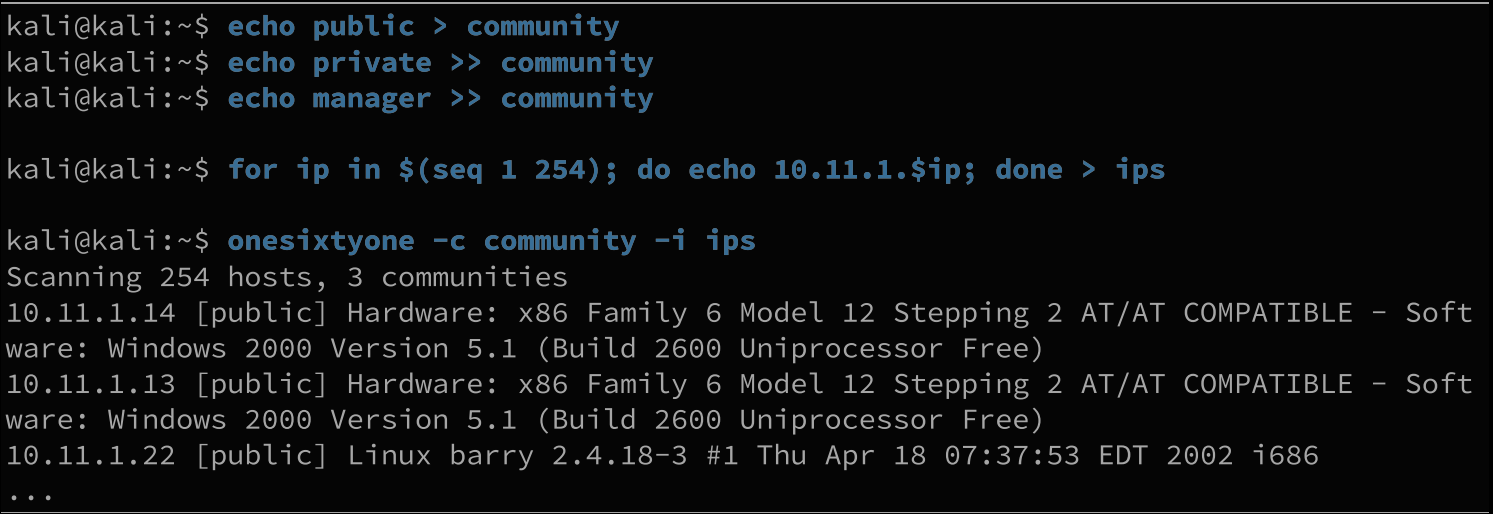 kali@kali:~$ echo public > community
kali@kali:~$ echo private >> community
kali@kali:~$ echo manager >> community
kali@kali:~$ for ip in $(seq 1 254); do echo 10.11.1.$ip; done > ips
kali@kali:~$ onesixtyone -c community -i ips
Scanning 254 hosts, 3 communities
10.11.1.14 [public] Hardware: x86 Family 6 Model 12 Stepping 2 AT/AT COMPATIBLE - Soft
ware: Windows 2000 Version 5.1 (Build 2600 Uniprocessor Free)
10.11.1.13 [public] Hardware: x86 Family 6 Model 12 Stepping 2 AT/AT COMPATIBLE - Soft
ware: Windows 2000 Version 5.1 (Build 2600 Uniprocessor Free)
10.11.1.22 [public] Linux barry 2.4.18-3 #1 Thu Apr 18 07:37:53 EDT 2002 i686
...